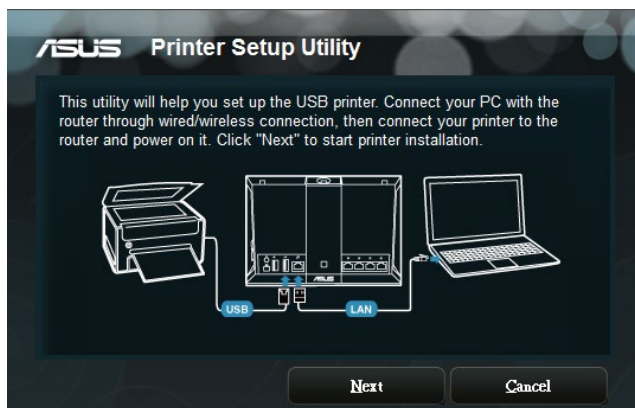 ASUS Printer Setup Utility
This utility will help you set up the USB printer. Connect your PC with the
router through wired/wireless connection, then connect your printer to the
router and power on it. Click "Next" to start printer installation.
ASUS
USB LAN
Next Cancel